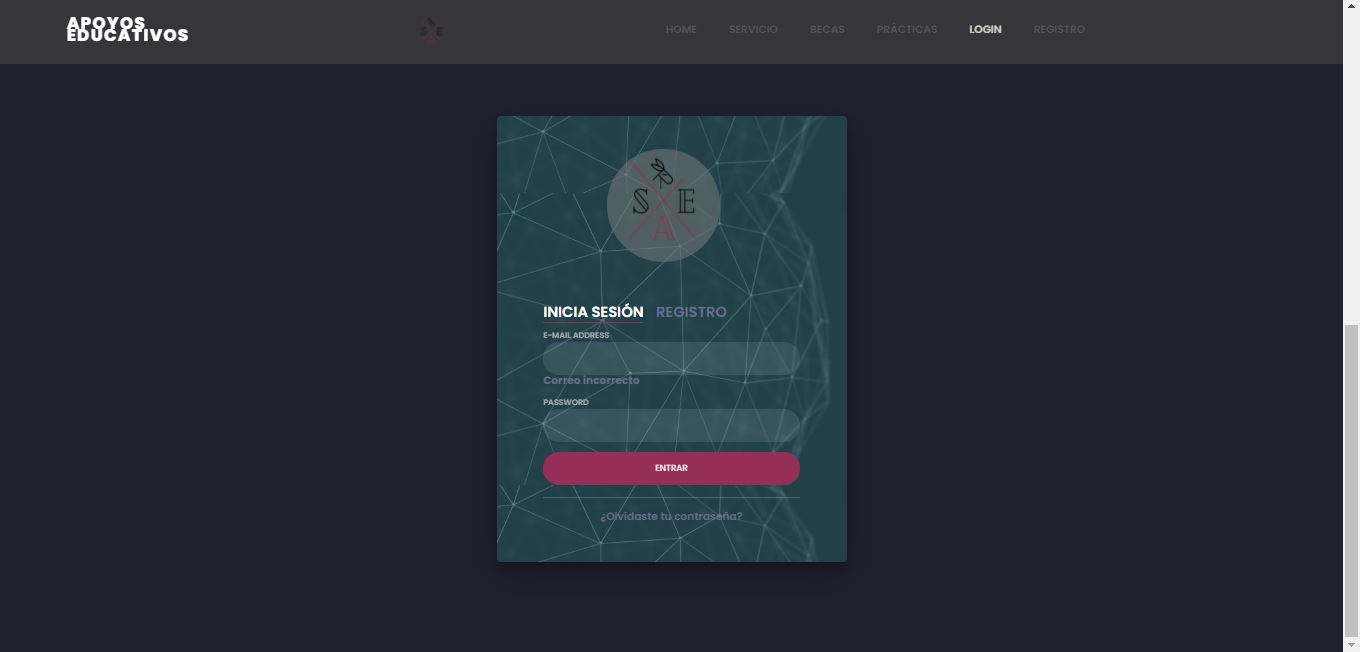 APOYOS
EDUCATIVOS
S E
A
HOME SERVICIO BECAS PRÁCTICAS LOGIN REGISTRO
S E
A
INICIA SESIÓN REGISTRO
E-MAIL ADDRESS
Correo incorrecto
PASSWORD
ENTRAR
¿Olvidaste tu contraseña?